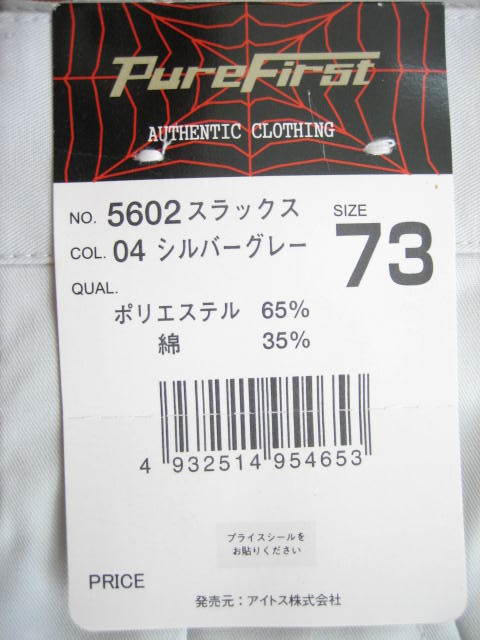 PureFirst
AUTHENTIC CLOTHING
NO. 5602 スラックス
SIZE
COL. 04 シルバーグレー
73
QUAL.
ポリエステル 65%
綿 35%
4 932514 954653
プライスシールを
お貼りください
PRICE
発売元：アイトス株式会社